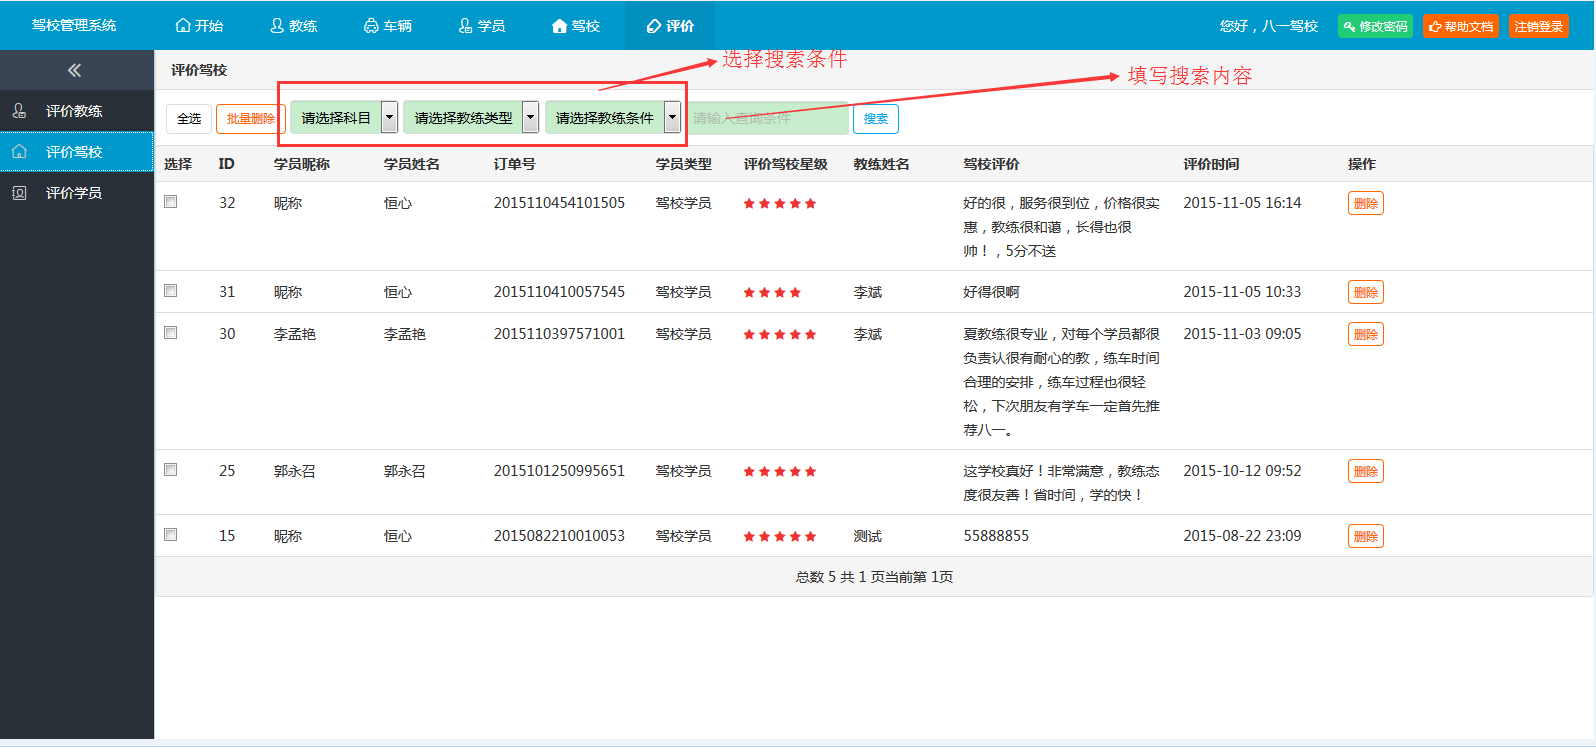 驾校管理系统 开始 教练 车辆 学员 驾校 评价 您好，八一驾校 修改密码 帮助文档 注销登录
选择搜索条件
填写搜索内容
评价驾校
评价教练
评价驾校
评价学员
全选 批量删除 请选择科目 请选择教练类型 请选择教练条件 请输入查询条件 搜索
选择 ID 学员昵称 学员姓名 订单号 学员类型 评价驾校星级 教练姓名 驾校评价 评价时间 操作
32 昵称 恒心 2015110454101505 驾校学员 ★★★★★ 好的很，服务很到位，价格很实 2015-11-05 16:14 删除
惠，教练很和蔼，长得也很
帅！，5分不送
31 昵称 恒心 2015110410057545 驾校学员 ★★★★ 李斌 好得很啊 2015-11-05 10:33 删除
30 李孟艳 李孟艳 2015110397571001 驾校学员 ★★★★★ 李斌 夏教练很专业，对每个学员都很 2015-11-03 09:05 删除
负责认很有耐心的教，练车时间
合理的安排，练车过程也很轻
松，下次朋友有学车一定首先推
荐八一。
25 郭永召 郭永召 2015101250995651 驾校学员 ★★★★★ 这学校真好！非常满意，教练态 2015-10-12 09:52 删除
度很友善！省时间，学的快！
15 昵称 恒心 2015082210010053 驾校学员 ★★★★★ 测试 55888855 2015-08-22 23:09 删除
总数 5 共 1 页当前第 1页